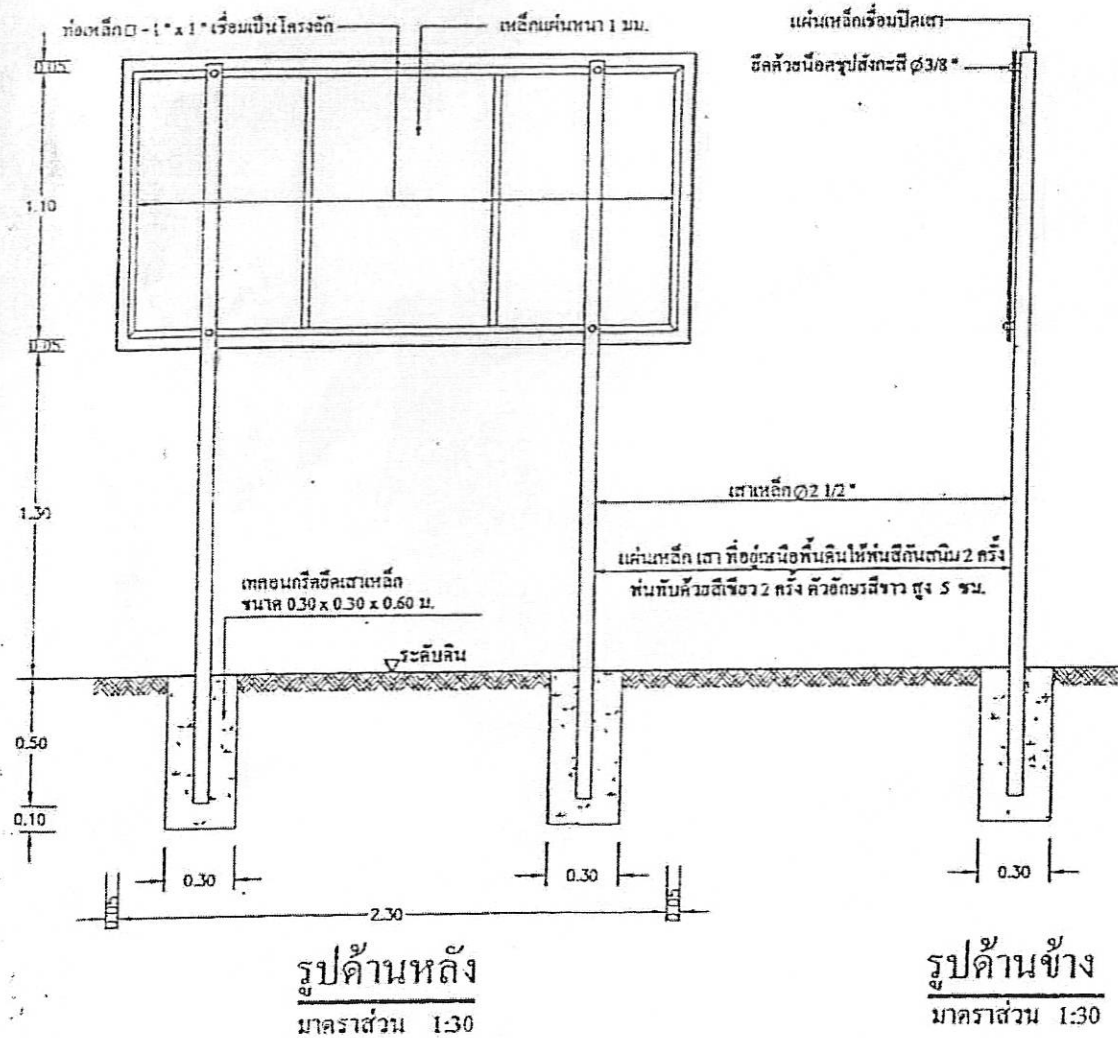 ท่อเหล็ก □ - 1" x 1" เชื่อมเป็นโครงยึด
เหล็กแผ่นหนา 1 มม.
แผ่นเหล็กเชื่อมปิดเสา
ยึดด้วยน็อตชุปสังกะสี Ø 3/8"
0.05
1.10
0.05
1.30
เสาเหล็ก Ø2 1/2"
แผ่นเหล็ก เสา ที่อยู่เหนือพื้นดินให้พ่นสีกันสนิม 2 ครั้ง
พ่นทับด้วยสีเขียว 2 ครั้ง ตัวอักษรสีขาว สูง 5 ซม.
เทคอนกรีตยึดเสาเหล็ก
ขนาด 0.30 x 0.30 x 0.60 ม.
ระดับดิน
0.50
0.10
0.30
0.30
0.30
0.05
2.30
0.05
รูปด้านหลัง
มาตราส่วน 1:30
รูปด้านข้าง
มาตราส่วน 1:30